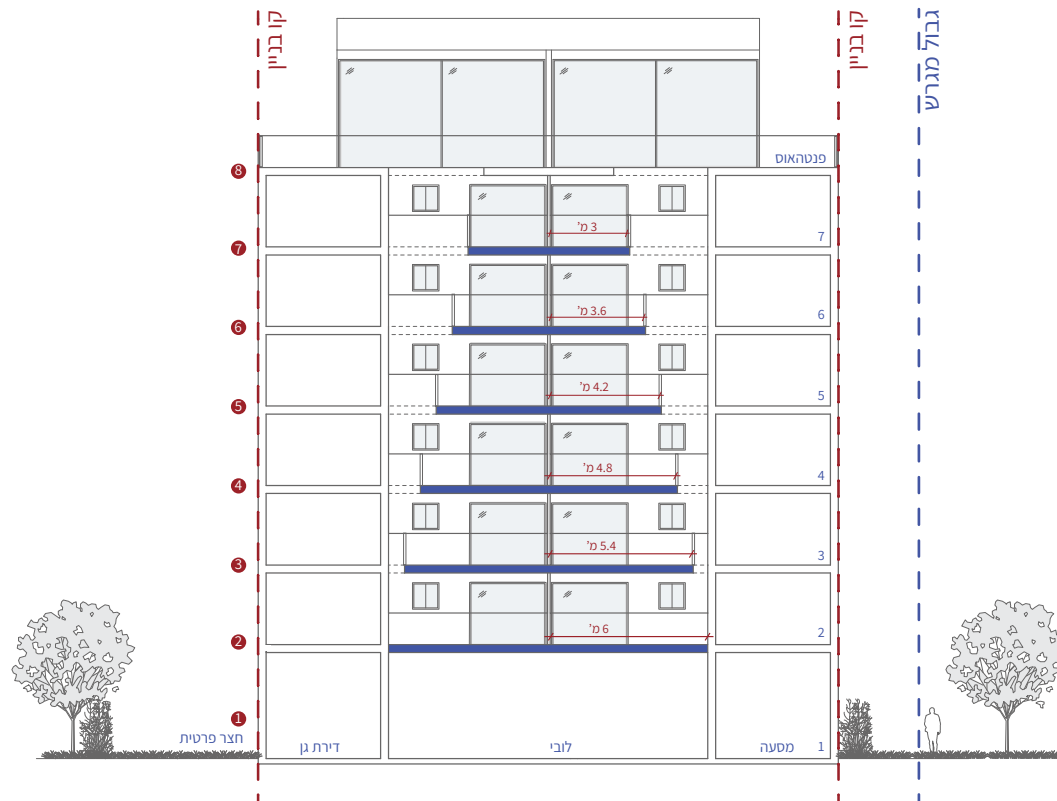 קו בניין
קו בניין
גבול מגרש
פנטהאוס
8
7
3 מ'
7
6
3.6 מ'
6
5
4.2 מ'
5
4
4.8 מ'
4
3
5.4 מ'
3
2
6 מ'
2
1
חצר פרטית
דירת גן
לובי
מסעה
1